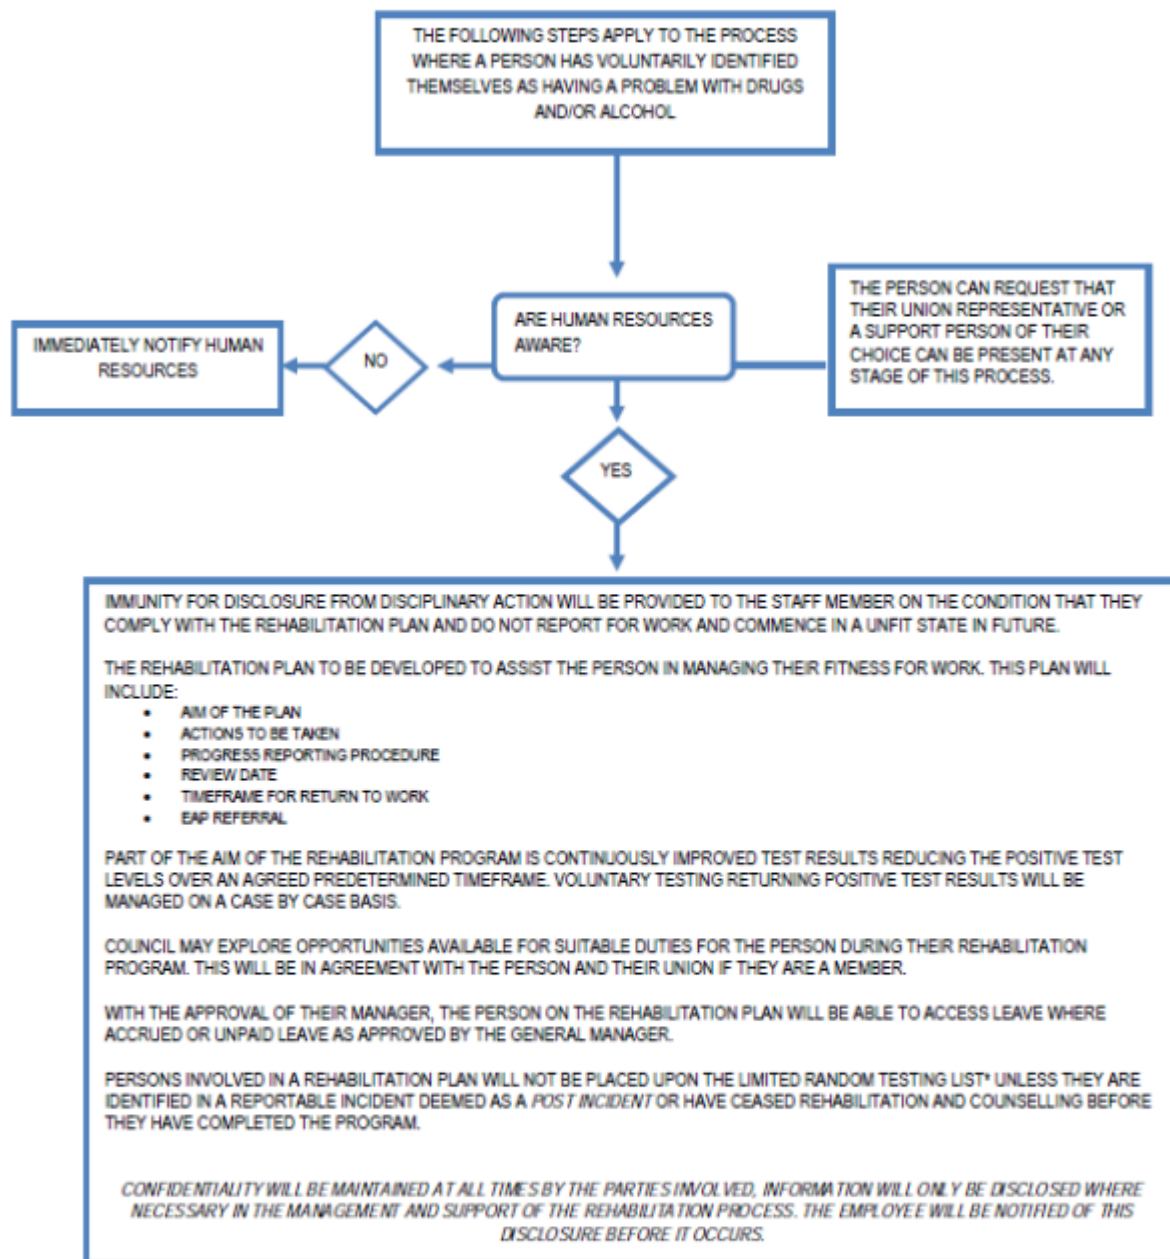 THE FOLLOWING STEPS APPLY TO THE PROCESS
WHERE A PERSON HAS VOLUNTARILY IDENTIFIED
THEMSELVES AS HAVING A PROBLEM WITH DRUGS
AND/OR ALCOHOL
ARE HUMAN RESOURCES
AWARE?
THE PERSON CAN REQUEST THAT
THEIR UNION REPRESENTATIVE OR
A SUPPORT PERSON OF THEIR
CHOICE CAN BE PRESENT AT ANY
STAGE OF THIS PROCESS.
NO
IMMEDIATELY NOTIFY HUMAN
RESOURCES
YES
IMMUNITY FOR DISCLOSURE FROM DISCIPLINARY ACTION WILL BE PROVIDED TO THE STAFF MEMBER ON THE CONDITION THAT THEY
COMPLY WITH THE REHABILITATION PLAN AND DO NOT REPORT FOR WORK AND COMMENCE IN A UNFIT STATE IN FUTURE.
THE REHABILITATION PLAN TO BE DEVELOPED TO ASSIST THE PERSON IN MANAGING THEIR FITNESS FOR WORK. THIS PLAN WILL
INCLUDE:
• AIM OF THE PLAN
• ACTIONS TO BE TAKEN
• PROGRESS REPORTING PROCEDURE
• REVIEW DATE
• TIMEFRAME FOR RETURN TO WORK
• EAP REFERRAL
PART OF THE AIM OF THE REHABILITATION PROGRAM IS CONTINUOUSLY IMPROVED TEST RESULTS REDUCING THE POSITIVE TEST
LEVELS OVER AN AGREED PREDETERMINED TIMEFRAME. VOLUNTARY TESTING RETURNING POSITIVE TEST RESULTS WILL BE
MANAGED ON A CASE BY CASE BASIS.
COUNCIL MAY EXPLORE OPPORTUNITIES AVAILABLE FOR SUITABLE DUTIES FOR THE PERSON DURING THEIR REHABILITATION
PROGRAM. THIS WILL BE IN AGREEMENT WITH THE PERSON AND THEIR UNION IF THEY ARE A MEMBER.
WITH THE APPROVAL OF THEIR MANAGER, THE PERSON ON THE REHABILITATION PLAN WILL BE ABLE TO ACCESS LEAVE WHERE
ACCRUED OR UNPAID LEAVE AS APPROVED BY THE GENERAL MANAGER.
PERSONS INVOLVED IN A REHABILITATION PLAN WILL NOT BE PLACED UPON THE LIMITED RANDOM TESTING LIST* UNLESS THEY ARE
IDENTIFIED IN A REPORTABLE INCIDENT DEEMED AS A POST INCIDENT OR HAVE CEASED REHABILITATION AND COUNSELLING BEFORE
THEY HAVE COMPLETED THE PROGRAM.
CONFIDENTIALITY WILL BE MAINTAINED AT ALL TIMES BY THE PARTIES INVOLVED, INFORMATION WILL ONLY BE DISCLOSED WHERE
NECESSARY IN THE MANAGEMENT AND SUPPORT OF THE REHABILITATION PROCESS. THE EMPLOYEE WILL BE NOTIFIED OF THIS
DISCLOSURE BEFORE IT OCCURS.